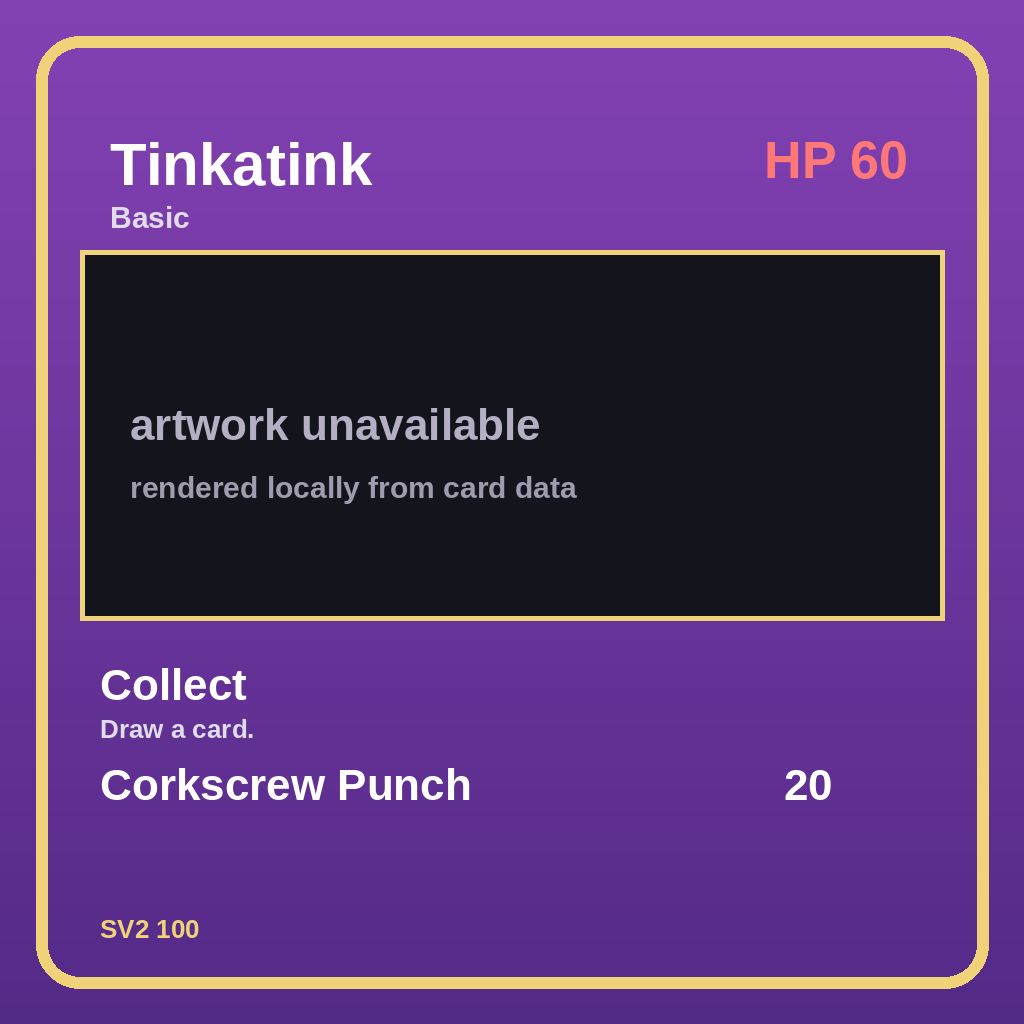 Tinkatink
HP 60
Basic
artwork unavailable
rendered locally from card data
Collect
Draw a card.
Corkscrew Punch 20
SV2 100